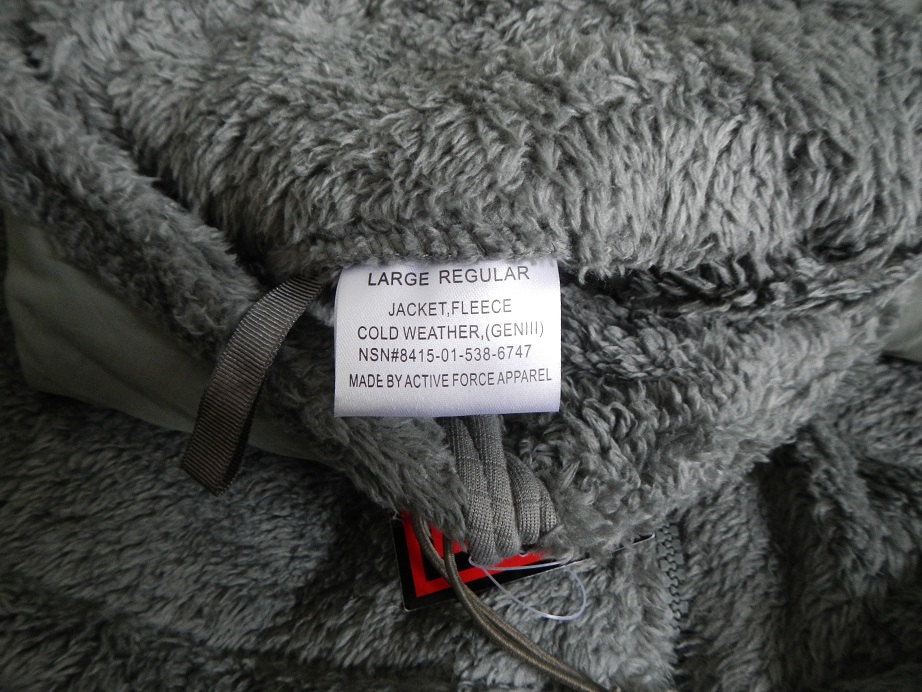 LARGE REGULAR
JACKET,FLEECE
COLD WEATHER,(GENIII)
NSN#8415-01-538-6747
MADE BY ACTIVE FORCE APPAREL